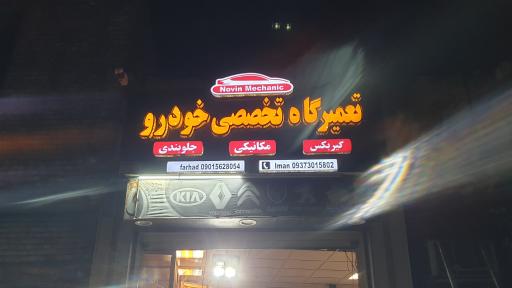 Novin Mechanic
تعمیرگاه تخصصی خودرو
گیربکس مکانیکی جلوبندی
farhad 09015628054 Iman 09373015802
KIA